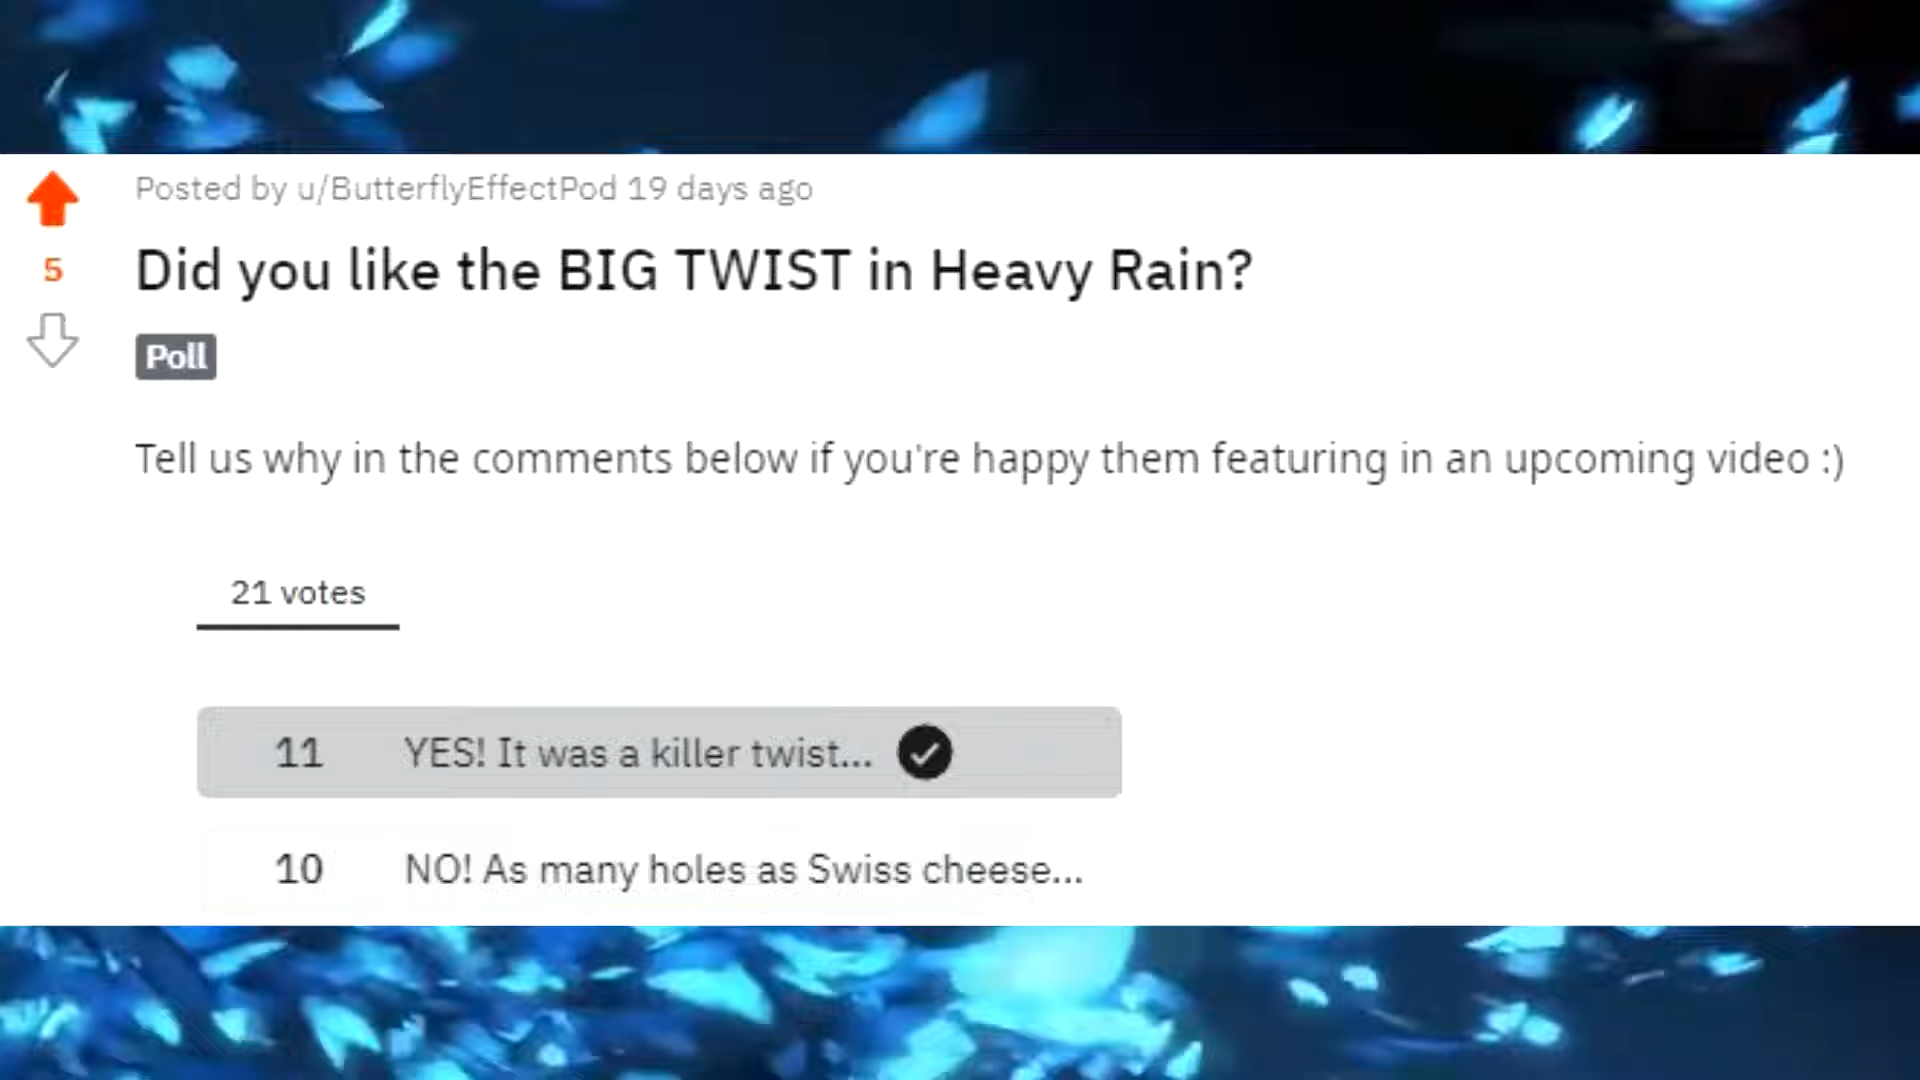 Posted by u/ButterflyEffectPod 19 days ago
5
Did you like the BIG TWIST in Heavy Rain?
Poll
Tell us why in the comments below if you're happy them featuring in an upcoming video :)
21 votes
11 YES! It was a killer twist...
10 NO! As many holes as Swiss cheese...